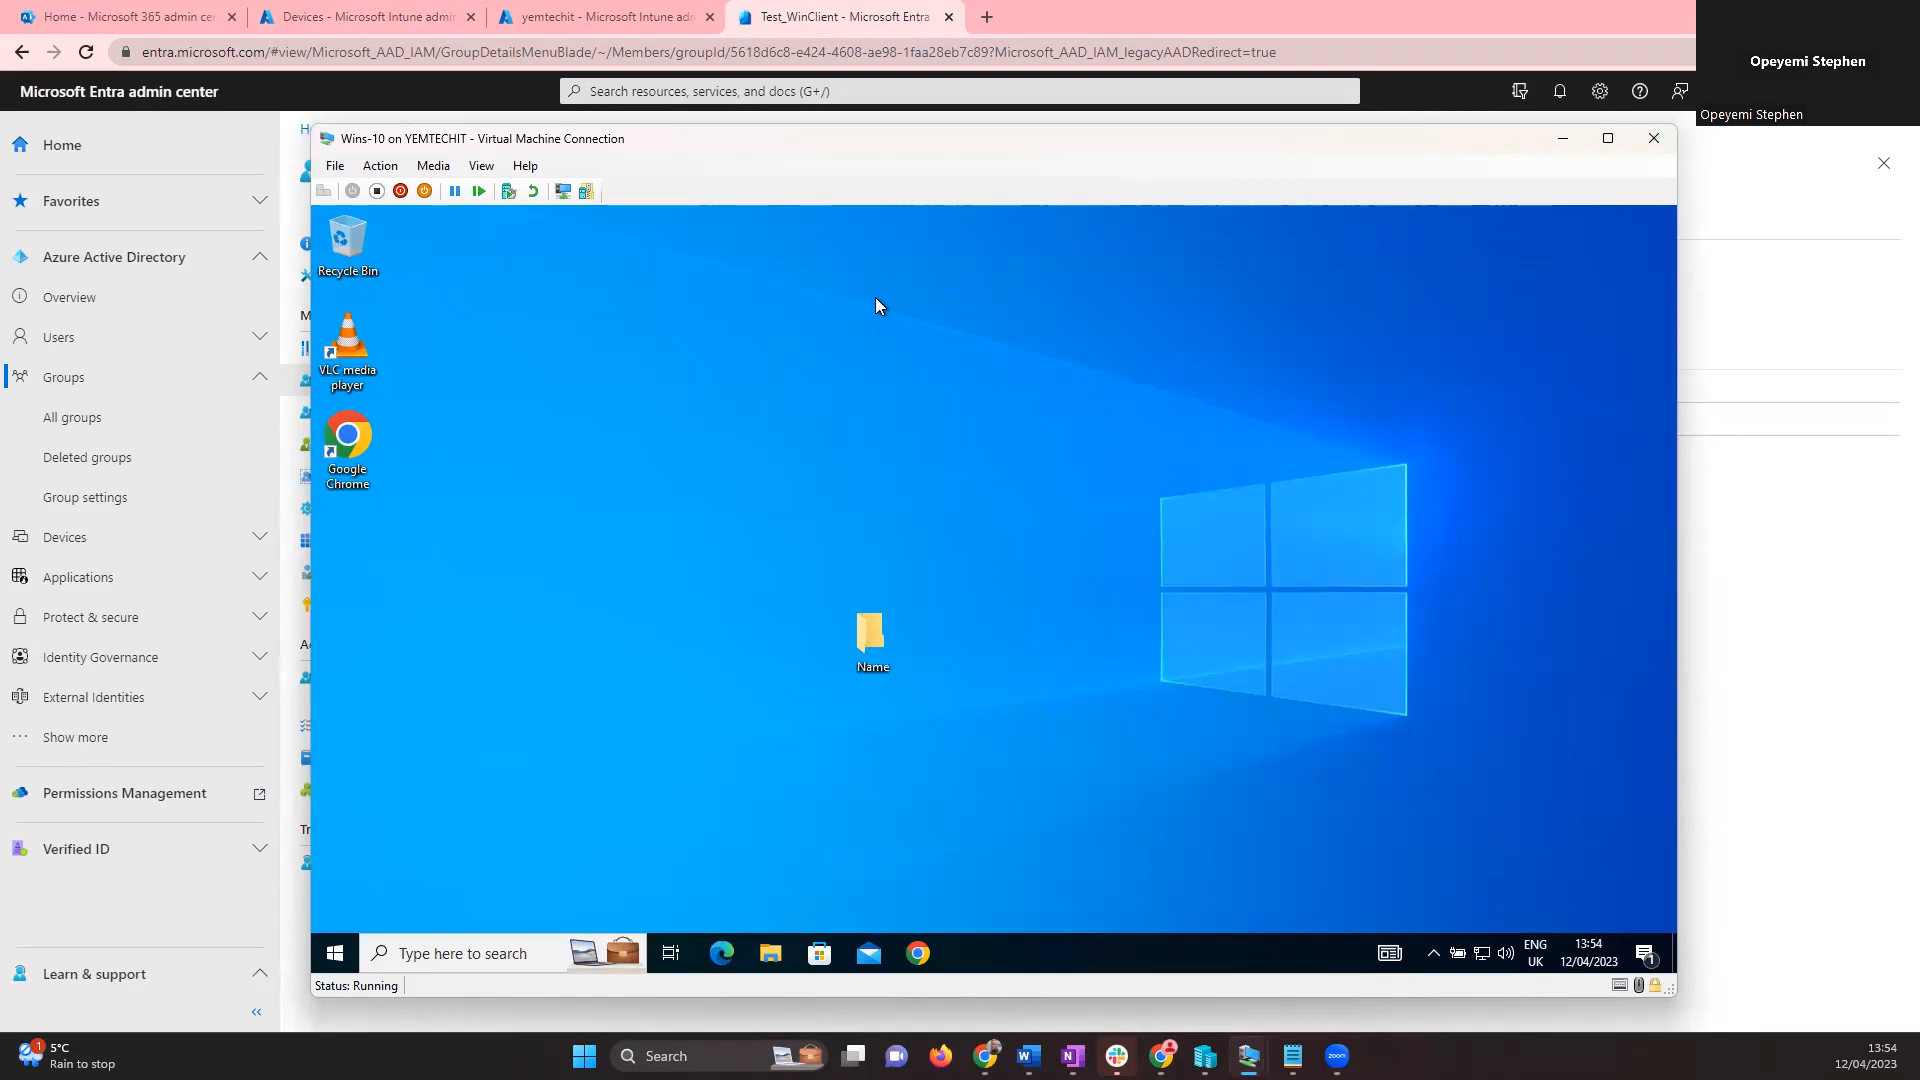 Home - Microsoft 365 admin ce
Devices - Microsoft Intune admin
yemtechit - Microsoft Intune adn
Test_WinClient - Microsoft Entra
entra.microsoft.com/#view/Microsoft_AAD_IAM/GroupDetailsMenuBlade/~/Members/groupId/5618d6c8-e424-4608-ae98-1faa28eb7c89?Microsoft_AAD_IAM_legacyAADRedirect=true
Opeyemi Stephen
Opeyemi Stephen
Microsoft Entra admin center
Search resources, services, and docs (G+/)
Home
Favorites
Azure Active Directory
Overview
Users
Groups
All groups
Deleted groups
Group settings
Devices
Applications
Protect & secure
Identity Governance
External Identities
Show more
Permissions Management
Verified ID
Learn & support
Wins-10 on YEMTECHIT - Virtual Machine Connection
File
Action
Media
View
Help
Recycle Bin
VLC media
player
Google
Chrome
Name
Type here to search
ENG
UK
13:54
12/04/2023
1
Status: Running
1
5°C
Rain to stop
Search
zoom
13:54
12/04/2023